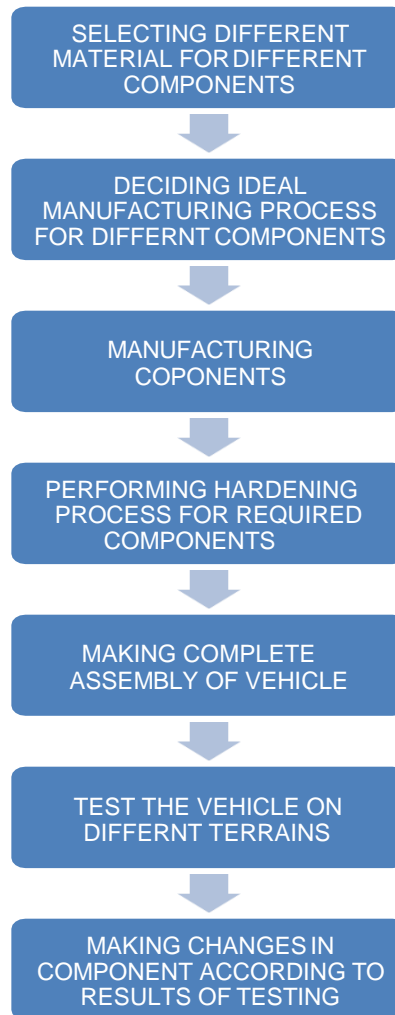 SELECTING DIFFERENT
MATERIAL FOR DIFFERENT
COMPONENTS
DECIDING IDEAL
MANUFACTURING PROCESS
FOR DIFFERNT COMPONENTS
MANUFACTURING
COPONENTS
PERFORMING HARDENING
PROCESS FOR REQUIRED
COMPONENTS
MAKING COMPLETE
ASSEMBLY OF VEHICLE
TEST THE VEHICLE ON
DIFFERNT TERRAINS
MAKING CHANGES IN
COMPONENT ACCORDING TO
RESULTS OF TESTING